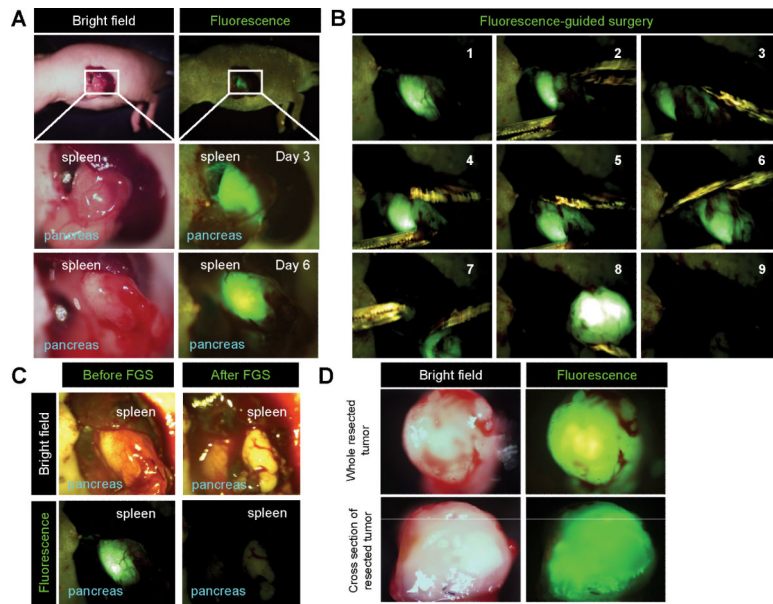 A
Bright field
Fluorescence
spleen
pancreas
spleen
Day 3
pancreas
spleen
pancreas
spleen
Day 6
pancreas
B
Fluorescence-guided surgery
1
2
3
4
5
6
7
8
9
C
Before FGS
After FGS
Bright field
spleen
pancreas
spleen
pancreas
Fluorescence
spleen
pancreas
spleen
pancreas
D
Bright field
Fluorescence
Whole resected
tumor
Cross section of
resected tumor